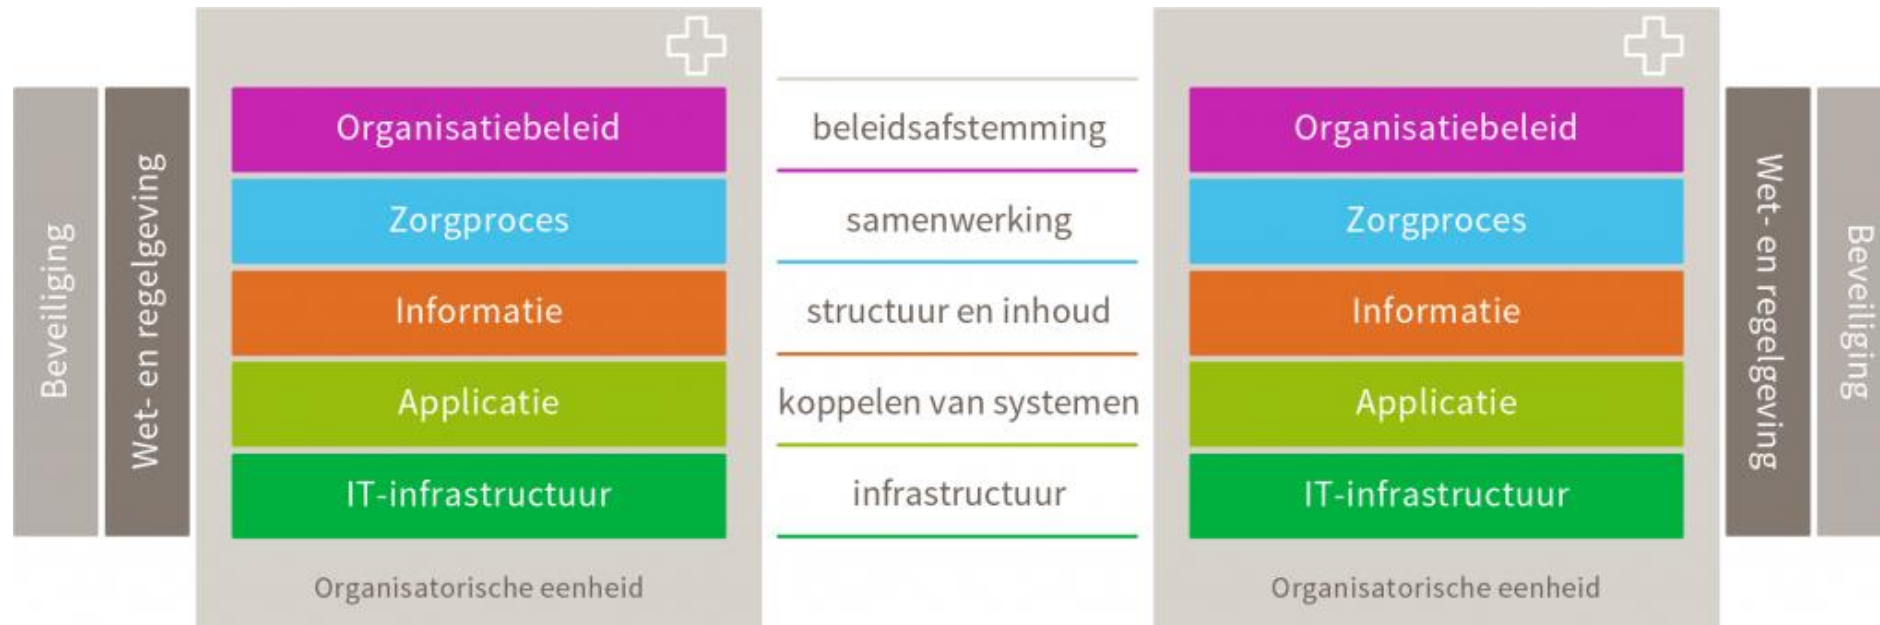 Beveiliging
Wet- en regelgeving
Organisatiebeleid
Zorgproces
Informatie
Applicatie
IT-infrastructuur
Organisatorische eenheid
beleidsafstemming
samenwerking
structuur en inhoud
koppelen van systemen
infrastructuur
Organisatiebeleid
Zorgproces
Informatie
Applicatie
IT-infrastructuur
Organisatorische eenheid
Wet- en regelgeving
Beveiliging